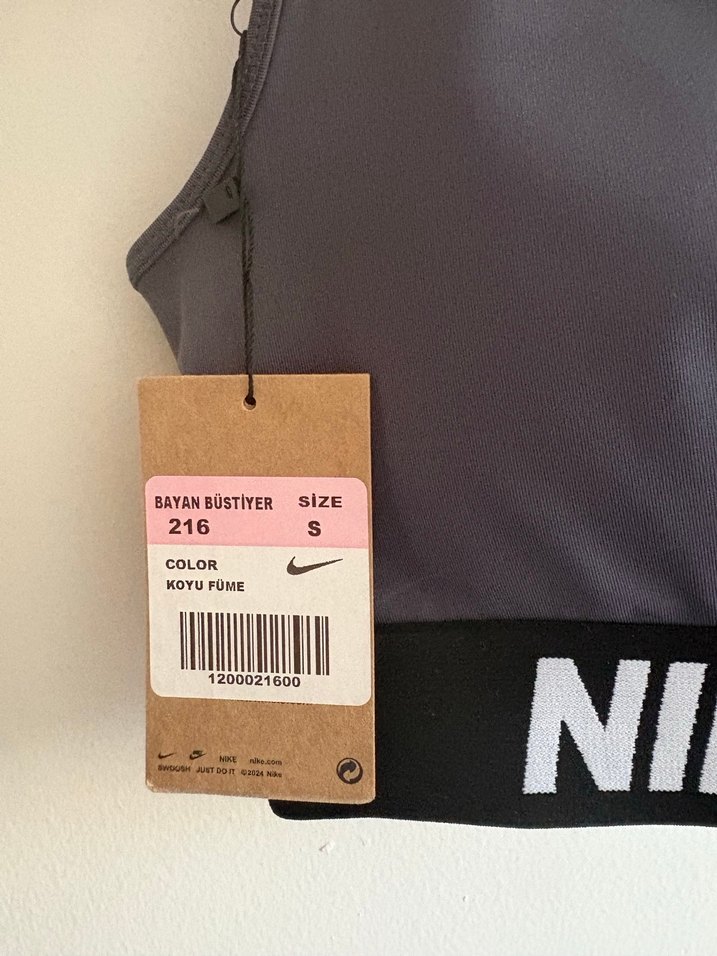 BAYAN BÜSTİYER SİZE
216 S
COLOR
KOYU FÜME
1200021600
NIKE nike.com
SWOOSH JUST DO IT ©2024 Nike
NI